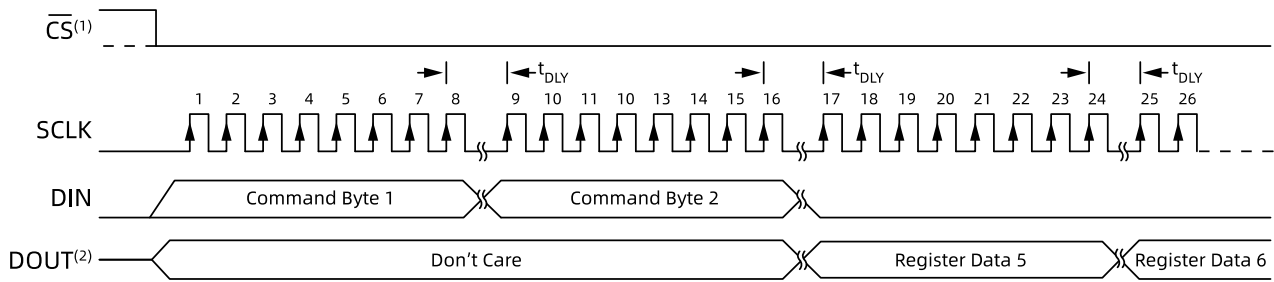 CS(1)
tDLY tDLY tDLY
1 2 3 4 5 6 7 8 9 10 11 10 13 14 15 16 17 18 19 20 21 22 23 24 25 26
SCLK
DIN Command Byte 1 Command Byte 2
DOUT(2) Don't Care Register Data 5 Register Data 6